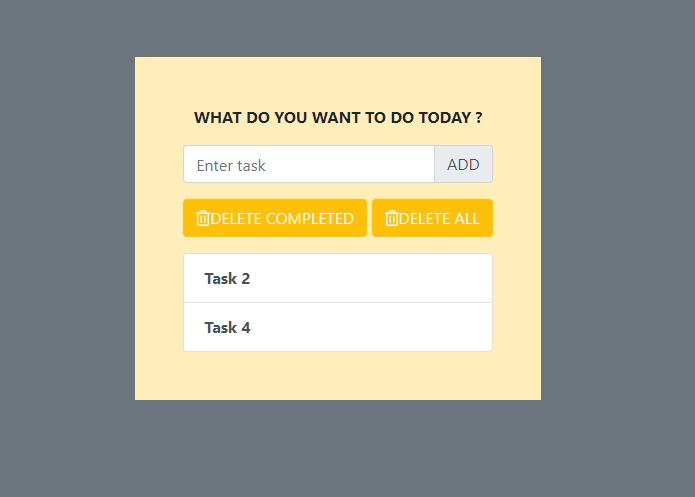 WHAT DO YOU WANT TO DO TODAY ?
Enter task ADD
DELETE COMPLETED DELETE ALL
Task 2
Task 4